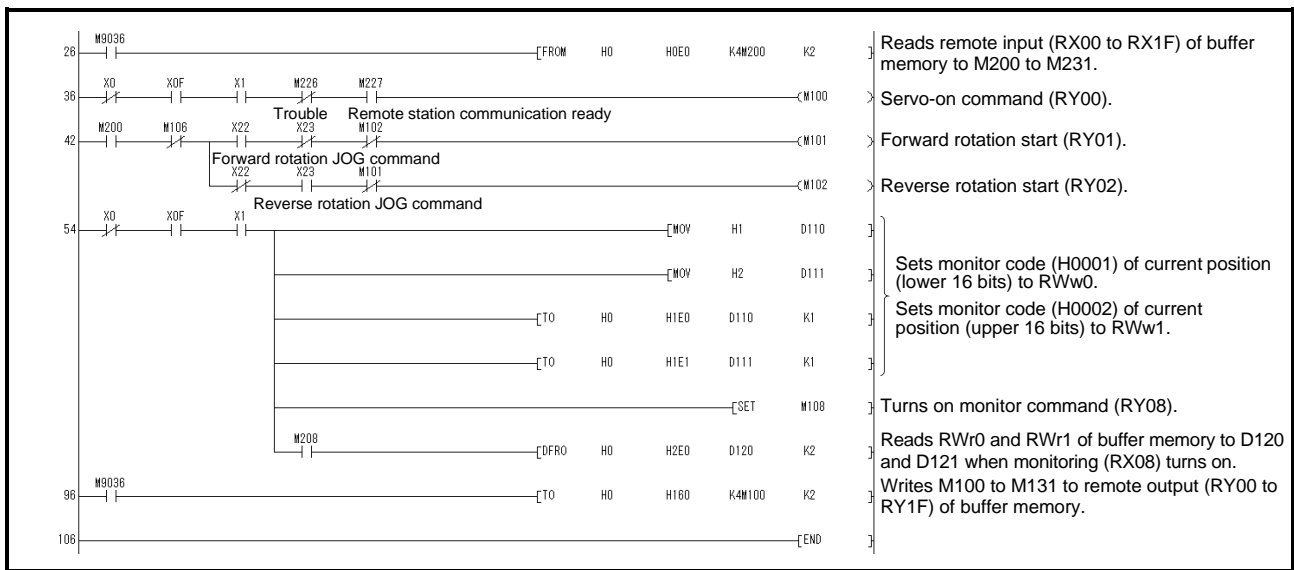 M9036
26 [FROM H0 H0E0 K4M200 K2 ] Reads remote input (RX00 to RX1F) of buffer
memory to M200 to M231.
X0 X0F X1 M226 M227
36 (M100 ) Servo-on command (RY00).
Trouble Remote station communication ready
M200 M106 X22 X23 M102
42 (M101 ) Forward rotation start (RY01).
Forward rotation JOG command
X22 X23 M101
(M102 ) Reverse rotation start (RY02).
Reverse rotation JOG command
X0 X0F X1
54 [MOV H1 D110 ]
[MOV H2 D111 ]
Sets monitor code (H0001) of current position
(lower 16 bits) to RWw0.
Sets monitor code (H0002) of current
position (upper 16 bits) to RWw1.
[TO H0 H1E0 D110 K1 ]
[TO H0 H1E1 D111 K1 ]
[SET M108 ] Turns on monitor command (RY08).
M208
[DFRO H0 H2E0 D120 K2 ] Reads RWr0 and RWr1 of buffer memory to D120
and D121 when monitoring (RX08) turns on.
M9036
96 [TO H0 H160 K4M100 K2 ] Writes M100 to M131 to remote output (RY00 to
RY1F) of buffer memory.
106 [END ]